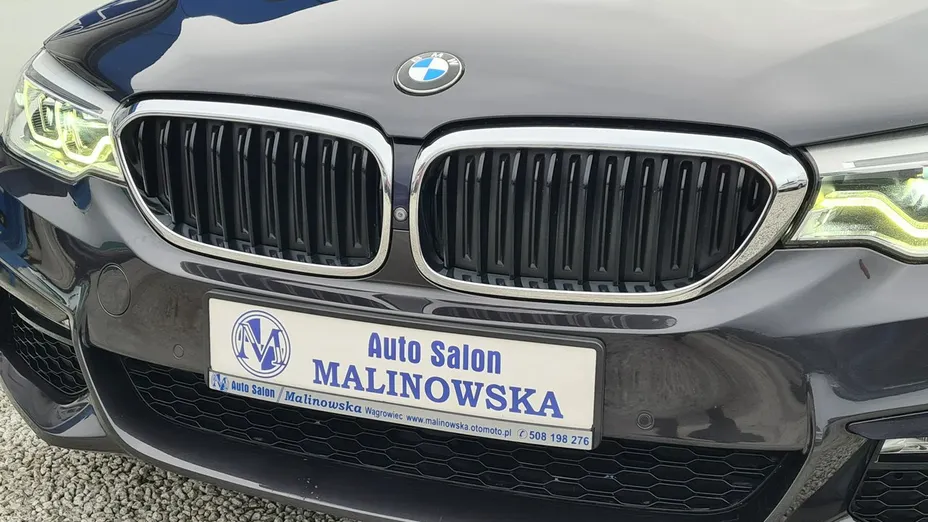 BMW
M
Auto Salon
MALINOWSKA
M Auto Salon / Malinowska Wągrowiec www.malinowska.otomoto.pl ✆ 508 198 276